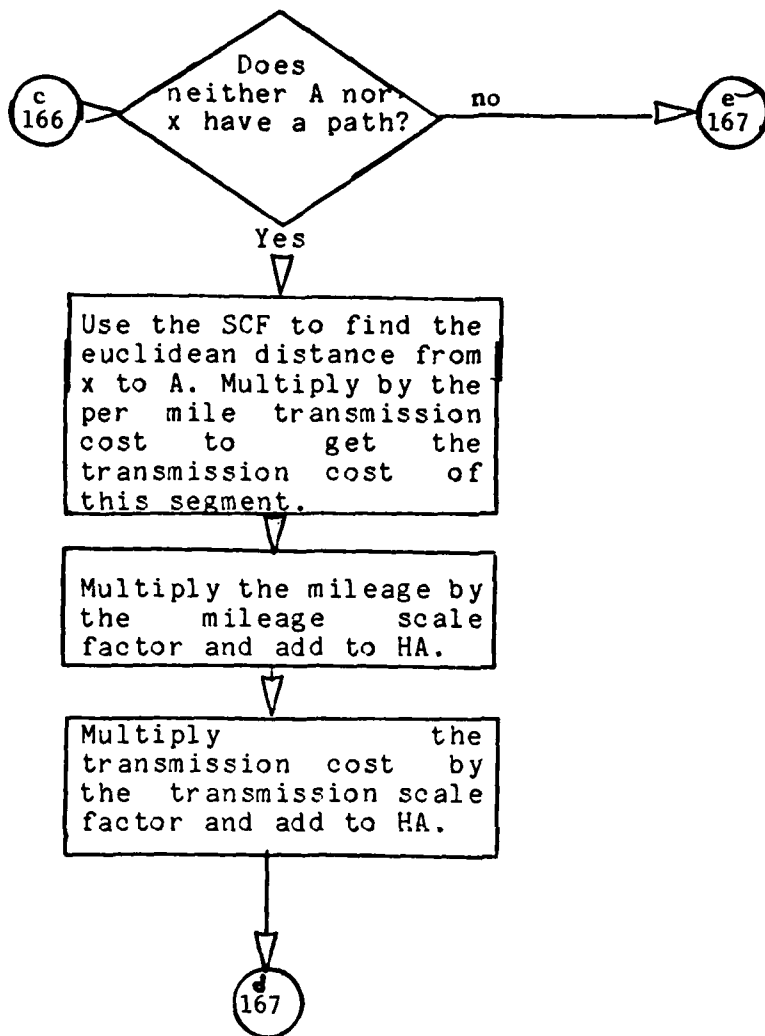 Does
neither A nor
x have a path?
c
166
no
e
167
Yes
Use the SCF to find the
euclidean distance from
x to A. Multiply by the
per mile transmission
cost to get the
transmission cost of
this segment.
Multiply the mileage by
the mileage scale
factor and add to HA.
Multiply the
transmission cost by
the transmission scale
factor and add to HA.
d
167